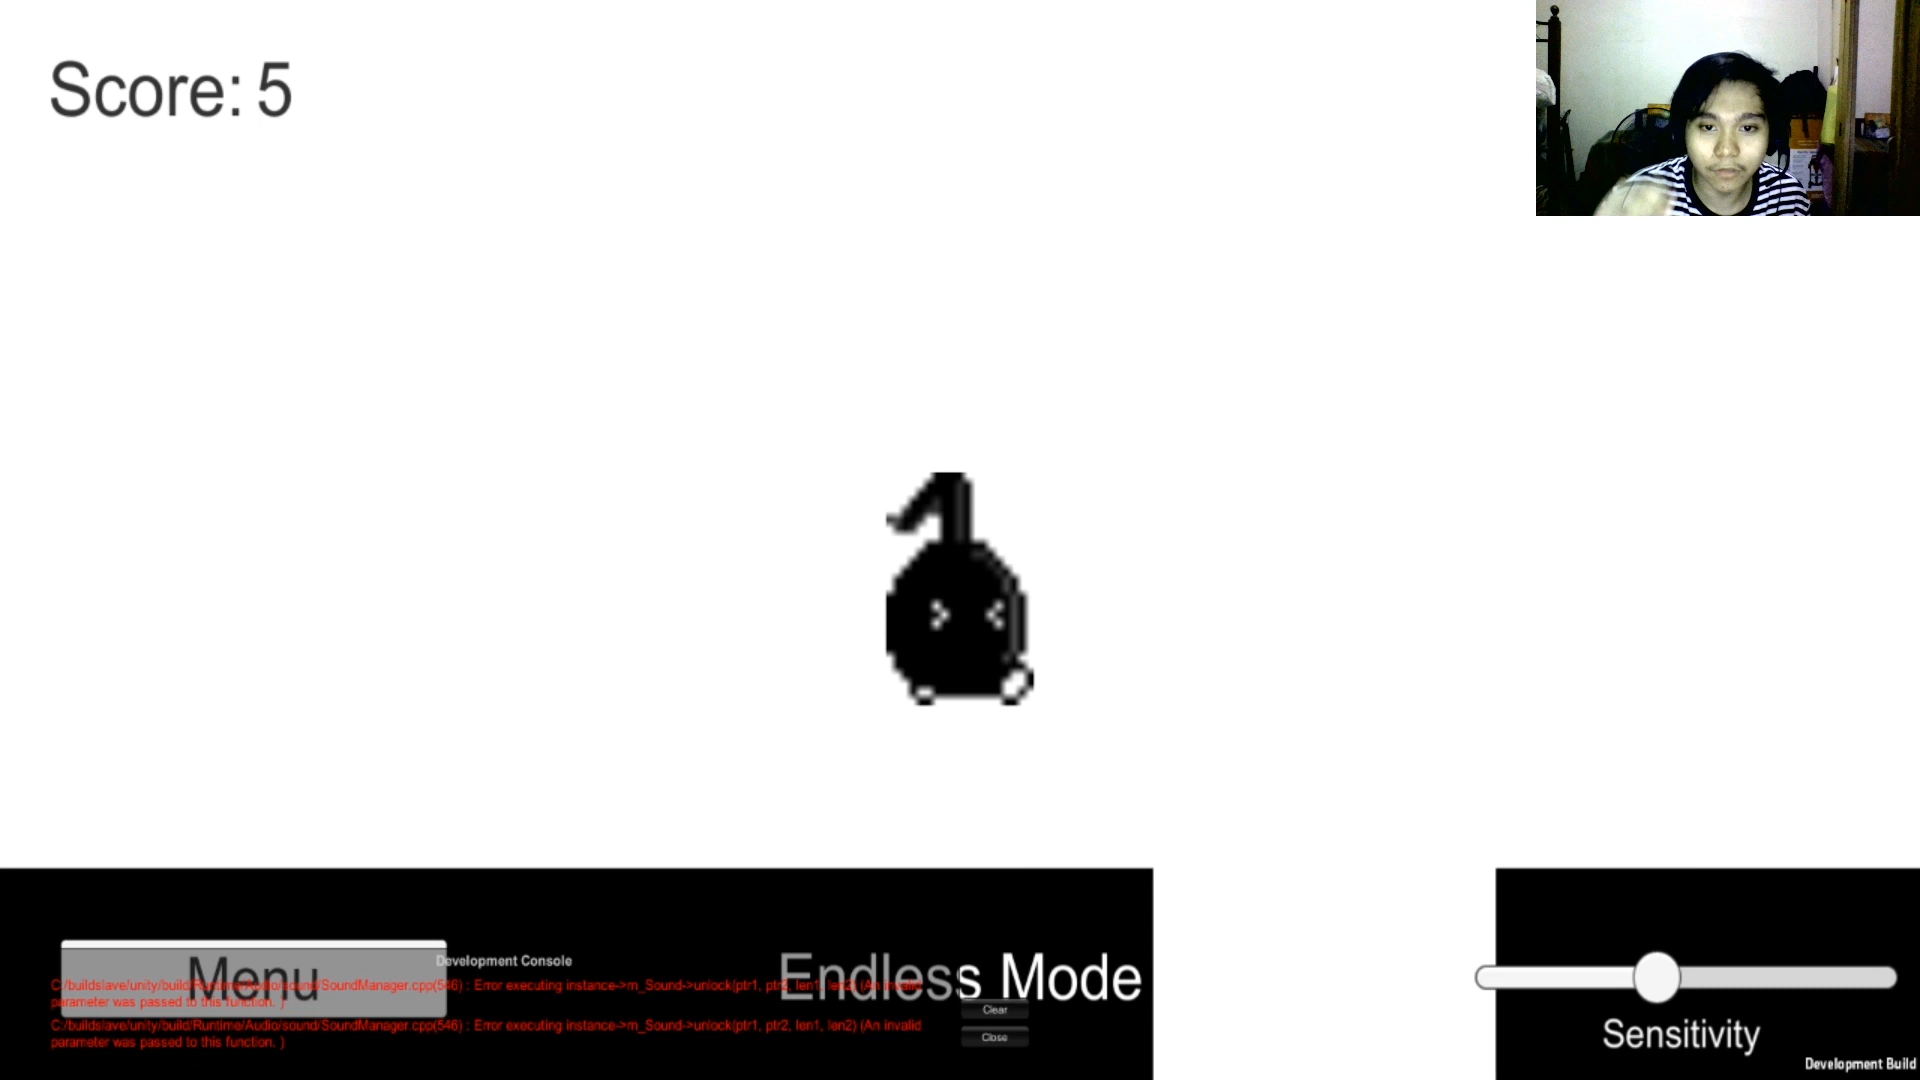 Score: 5
Menu
Development Console
Endless Mode
C:/buildslave/unity/build/Runtime/Audio/sound/SoundManager.cpp(546) : Error executing instance->m_Sound->unlock(ptr1, ptr2, len1, len2) (An invalid
parameter was passed to this function. )
Clear
C:/buildslave/unity/build/Runtime/Audio/sound/SoundManager.cpp(546) : Error executing instance->m_Sound->unlock(ptr1, ptr2, len1, len2) (An invalid
parameter was passed to this function. )
Close
Sensitivity
Development Build